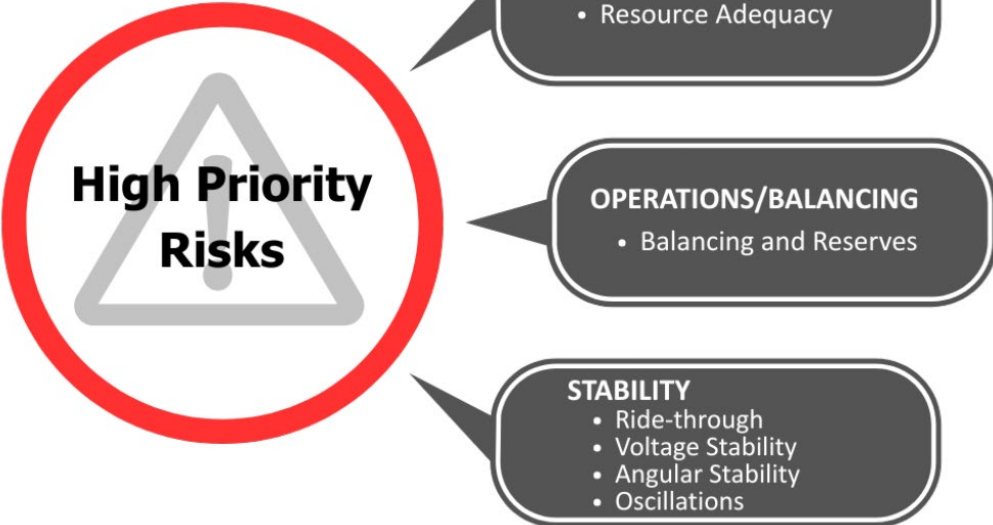 • Resource Adequacy
High Priority
Risks
OPERATIONS/BALANCING
• Balancing and Reserves
STABILITY
• Ride-through
• Voltage Stability
• Angular Stability
• Oscillations